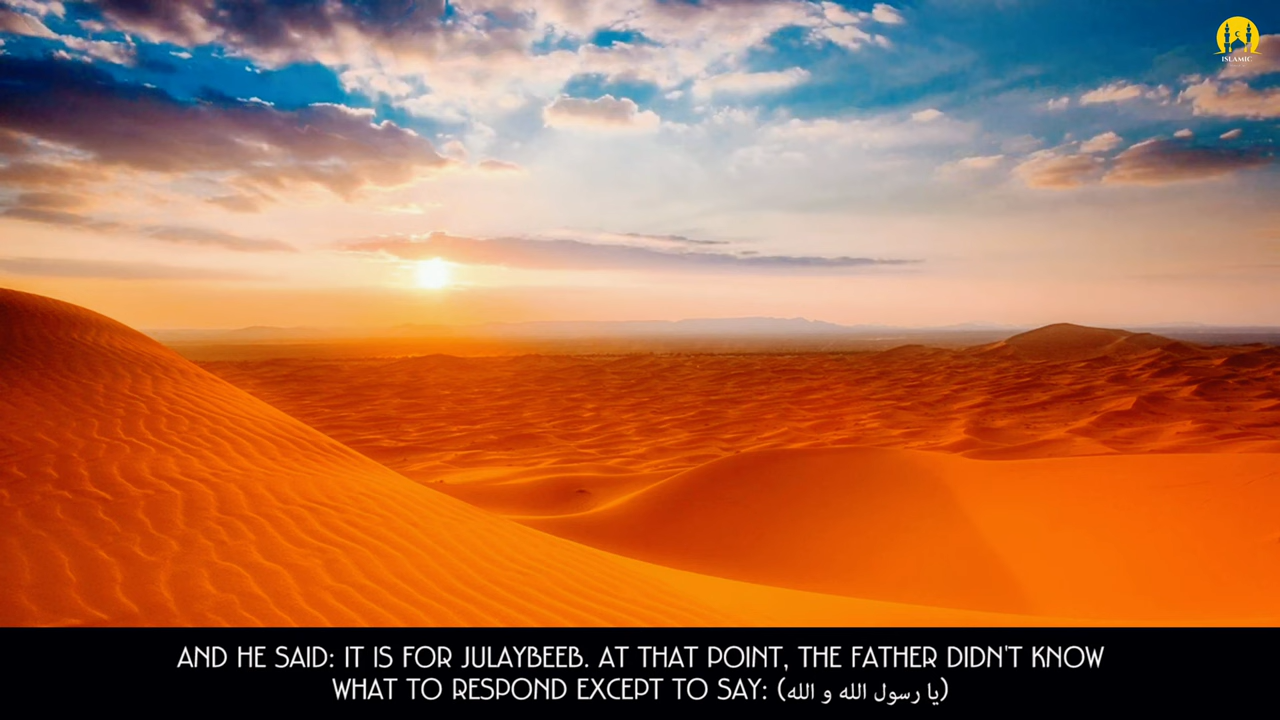 ISLAMIC
AND HE SAID: IT IS FOR JULAYBEEB. AT THAT POINT, THE FATHER DIDN'T KNOW
WHAT TO RESPOND EXCEPT TO SAY: (يا رسول الله و الله)